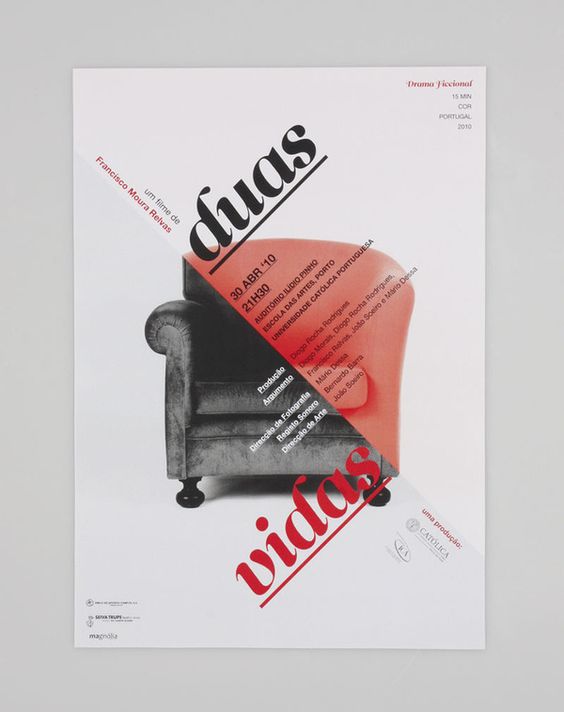 Drama Ficcional
15 MIN
COR
PORTUGAL
2010
um filme de
Francisco Moura Relvas
duas
30 ABR '10
21H30
AUDITÓRIO ILÍDIO PINHO
ESCOLA DAS ARTES, PORTO
UNIVERSIDADE CATÓLICA PORTUGUESA
Produção Diogo Rocha Rodrigues
Argumento Diogo Morais, Diogo Rocha Rodrigues,
Francisco Relvas, João Soeiro e Mário Dessa
Direcção de Fotografia Mário Dessa
Registo Sonoro Bernardo Barra
Direcção de Arte João Soeiro
vidas
uma produção:
CATÓLICA
SEIVA TRUPE
magnólia